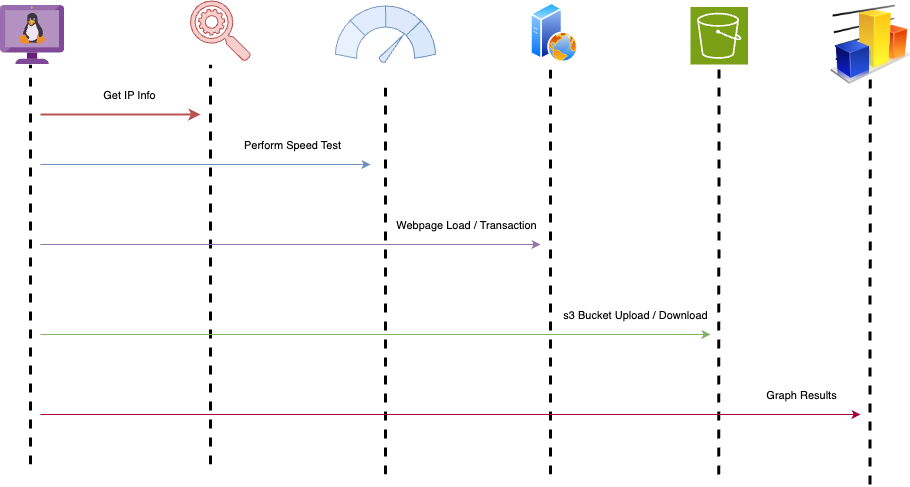 Get IP Info
Perform Speed Test
Webpage Load / Transaction
s3 Bucket Upload / Download
Graph Results